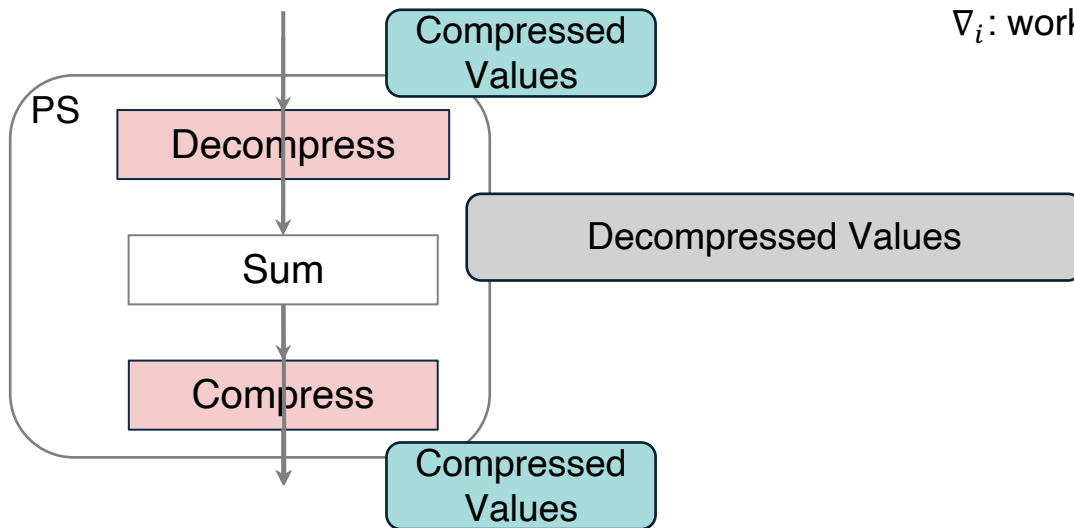 Compressed
Values
∇ᵢ: work
PS
Decompress
Decompressed Values
Sum
Compress
Compressed
Values